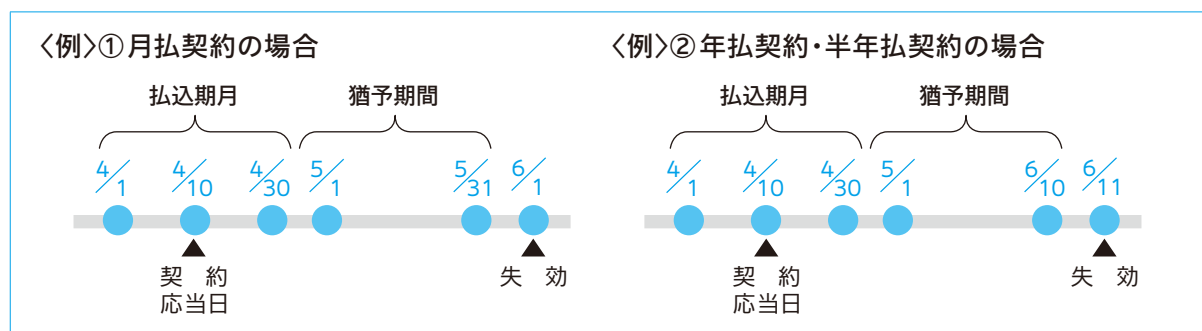 〈例〉①月払契約の場合
払込期月 猶予期間
4/1 4/10 4/30 5/1 5/31 6/1
契約 失効
応当日
〈例〉②年払契約・半年払契約の場合
払込期月 猶予期間
4/1 4/10 4/30 5/1 6/10 6/11
契約 失効
応当日